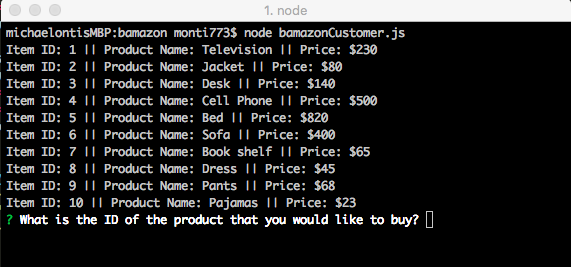 1. node
michaelontisMBP:bamazon monti773$ node bamazonCustomer.js
Item ID: 1 || Product Name: Television || Price: $230
Item ID: 2 || Product Name: Jacket || Price: $80
Item ID: 3 || Product Name: Desk || Price: $140
Item ID: 4 || Product Name: Cell Phone || Price: $500
Item ID: 5 || Product Name: Bed || Price: $820
Item ID: 6 || Product Name: Sofa || Price: $400
Item ID: 7 || Product Name: Book shelf || Price: $65
Item ID: 8 || Product Name: Dress || Price: $45
Item ID: 9 || Product Name: Pants || Price: $68
Item ID: 10 || Product Name: Pajamas || Price: $23
? What is the ID of the product that you would like to buy?